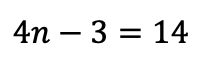 4n − 3 = 14